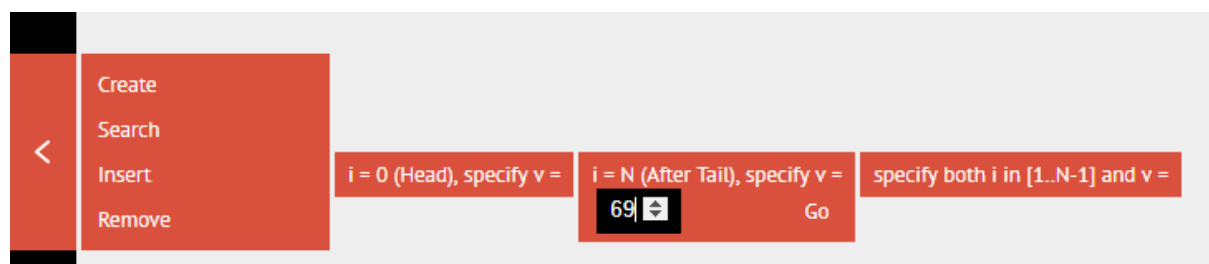 Create
Search
Insert
i = 0 (Head), specify v =
i = N (After Tail), specify v =
specify both i in [1..N-1] and v =
Remove
69
Go